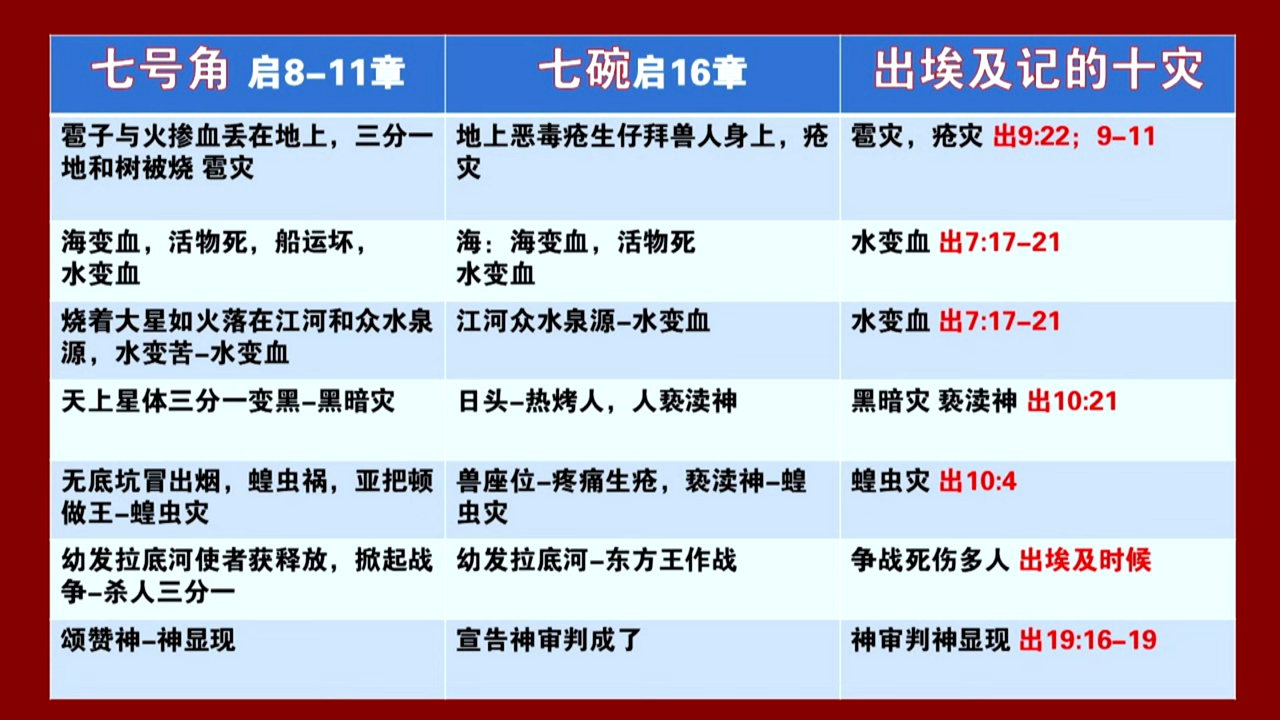 七号角 启8–11章
七碗启16章
出埃及记的十灾
雹子与火掺血丢在地上，三分一
地和树被烧 雹灾
地上恶毒疮生仔拜兽人身上，疮
灾
雹灾，疮灾 出9:22；9–11
海变血，活物死，船运坏，
水变血
海：海变血，活物死
水变血
水变血 出7:17–21
烧着大星如火落在江河和众水泉
源，水变苦–水变血
江河众水泉源–水变血
水变血 出7:17–21
天上星体三分一变黑–黑暗灾
日头–热烤人，人亵渎神
黑暗灾 亵渎神 出10:21
无底坑冒出烟，蝗虫祸，亚把顿
做王–蝗虫灾
兽座位–疼痛生疮，亵渎神–蝗
虫灾
蝗虫灾 出10:4
幼发拉底河使者获释放，掀起战
争–杀人三分一
幼发拉底河–东方王作战
争战死伤多人 出埃及时候
颂赞神–神显现
宣告神审判成了
神审判神显现 出19:16–19